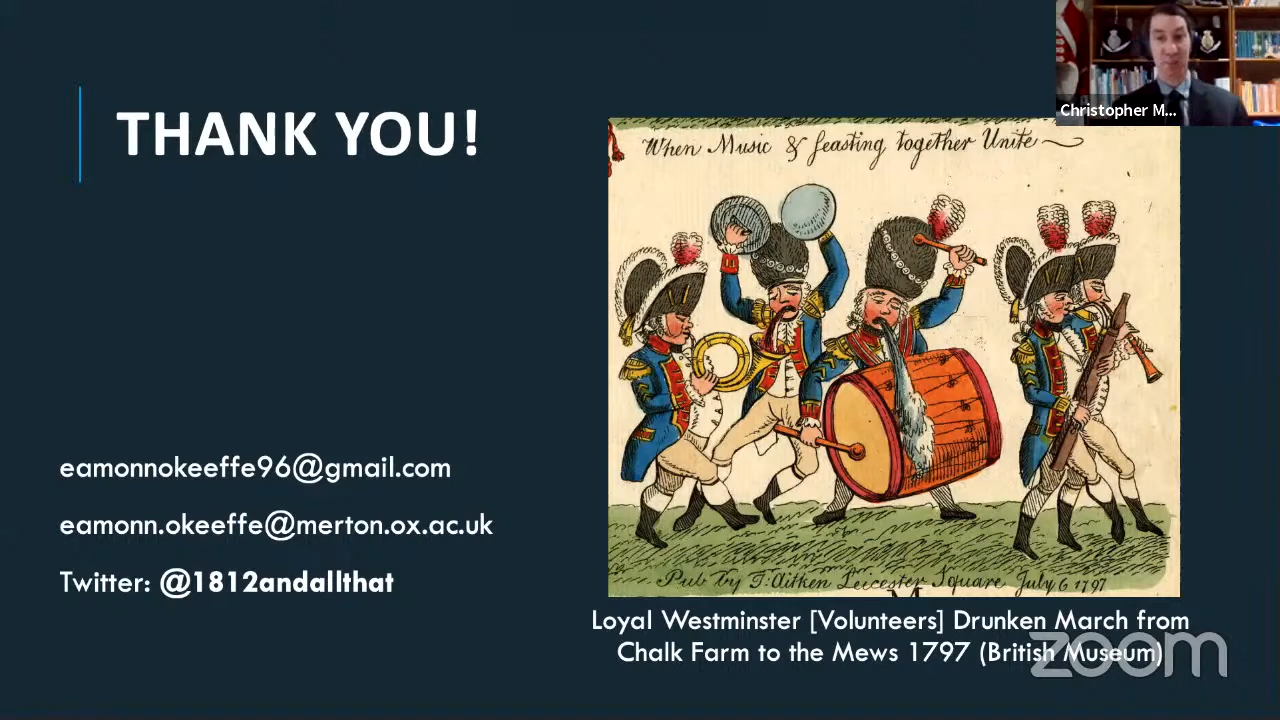 Christopher M...
THANK YOU!
When Music & feasting together Unite
eamonnokeeffe96@gmail.com
eamonn.okeeffe@merton.ox.ac.uk
Twitter: @1812andallthat
Pub by J. Aitken Leicester Square July 6 1797
Loyal Westminster [Volunteers] Drunken March from
Chalk Farm to the Mews 1797 (British Museum)
zoom